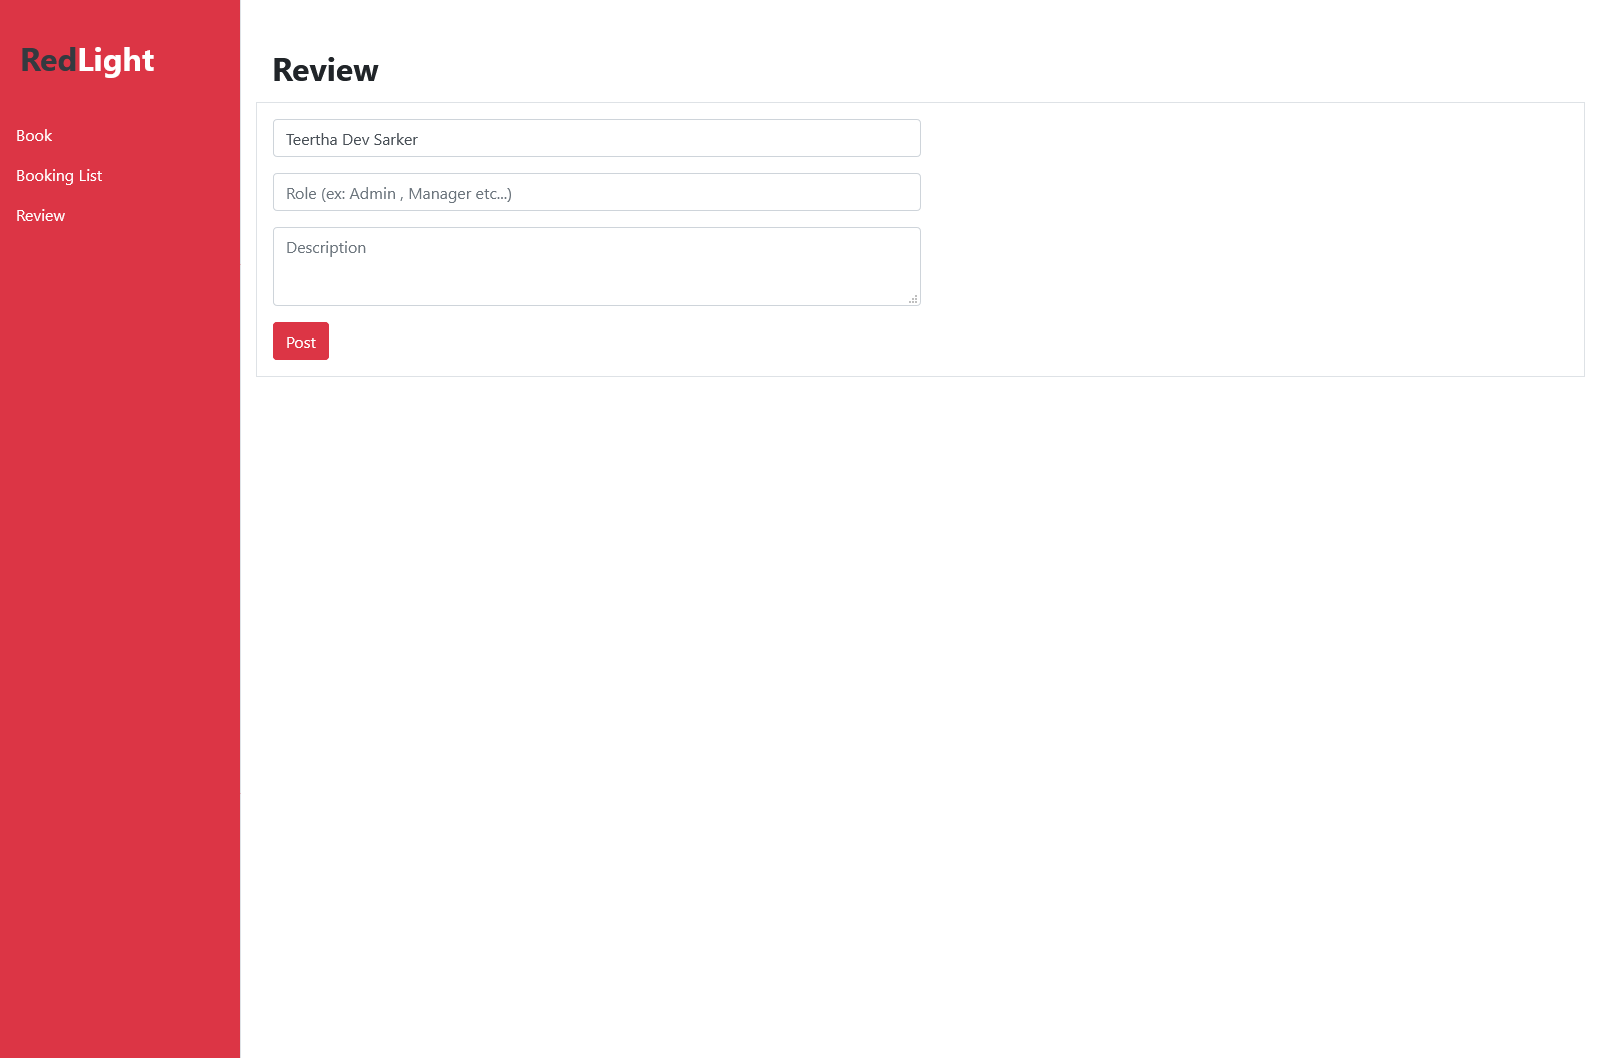 RedLight
Book
Booking List
Review
Review
Teertha Dev Sarker
Role (ex: Admin , Manager etc...)
Description
Post